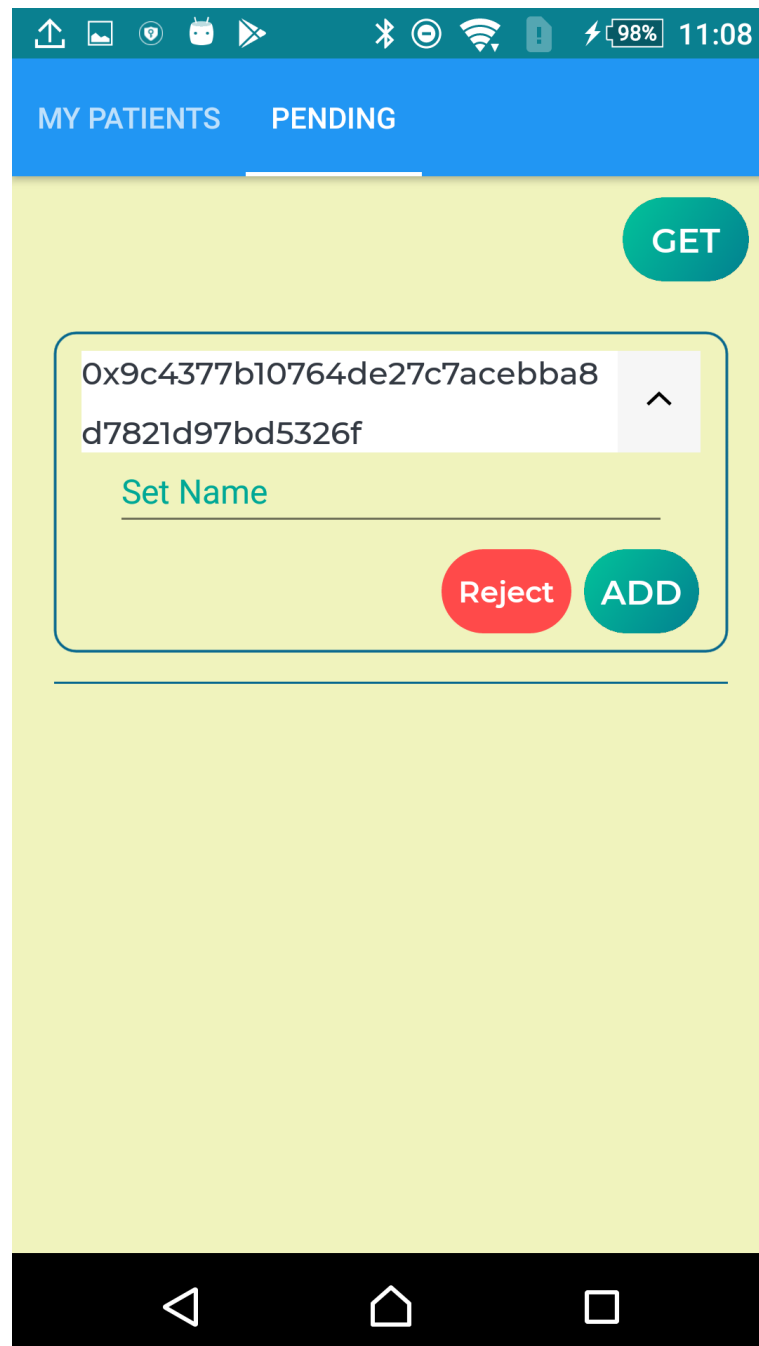 98% 11:08
MY PATIENTS PENDING
GET
0x9c4377b10764de27c7acebba8
d7821d97bd5326f
Set Name
Reject ADD